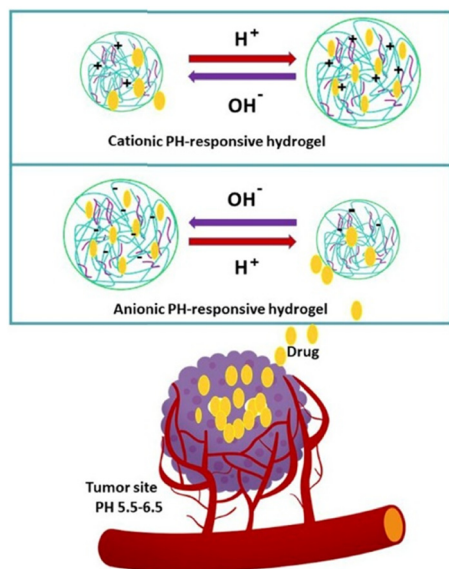 H⁺
OH⁻
Cationic PH-responsive hydrogel
OH⁻
H⁺
Anionic PH-responsive hydrogel
Drug
Tumor site
PH 5.5-6.5